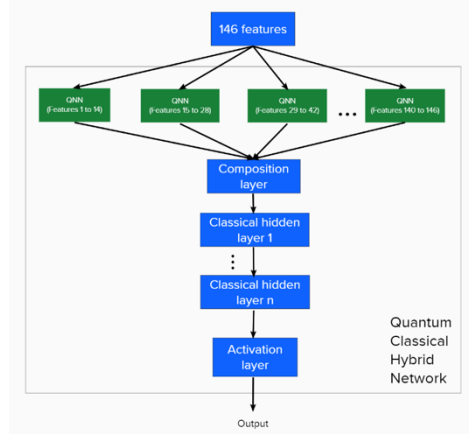 146 features
QNN
(Features 1 to 14)
QNN
(Features 15 to 28)
QNN
(Features 29 to 42)
...
QNN
(Features 140 to 146)
Composition
layer
Classical hidden
layer 1
Classical hidden
layer n
Activation
layer
Quantum
Classical
Hybrid
Network
Output